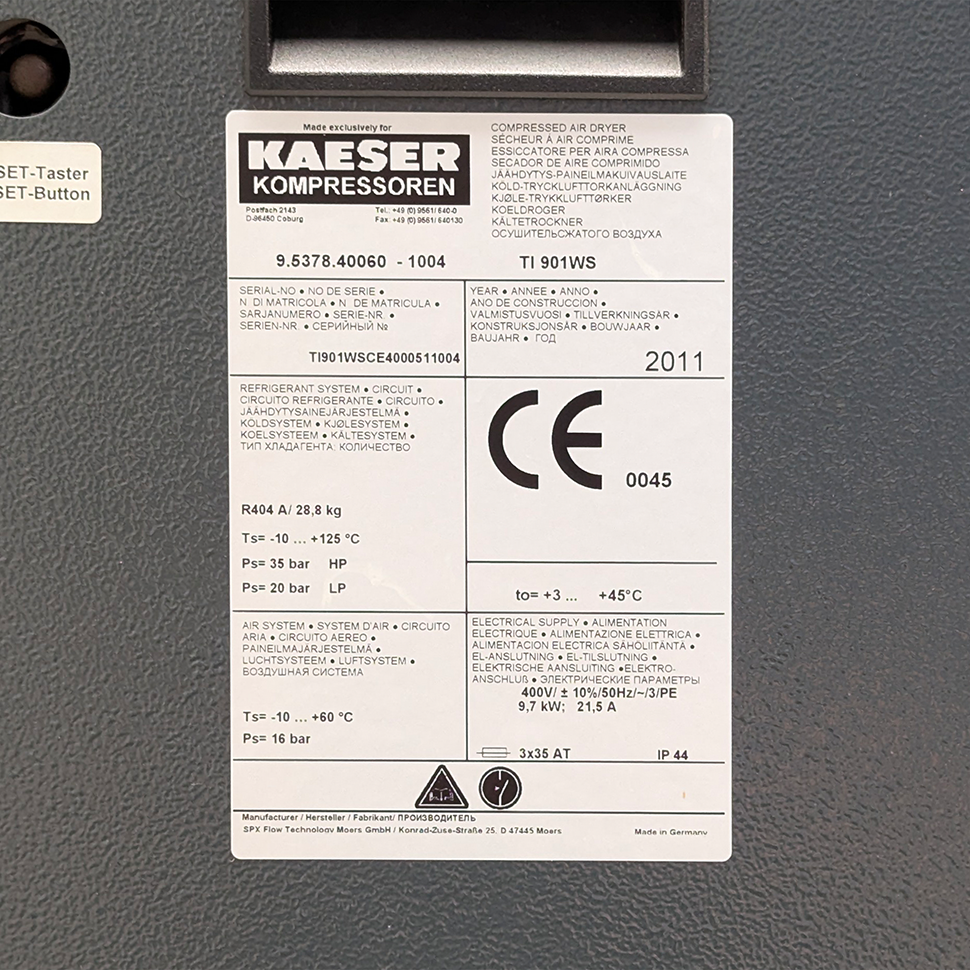 SET-Taster
SET-Button
Made exclusively for
KAESER
KOMPRESSOREN
Postfach 2143 Tel.: +49 (0) 9561/ 640-0
D-96450 Coburg Fax: +49 (0) 9561/ 640130
COMPRESSED AIR DRYER
SÉCHEUR À AIR COMPRIME
ESSICCATORE PER AIRA COMPRESSA
SECADOR DE AIRE COMPRIMIDO
JÄÄHDYTYS-PAINEILMAKUIVAUSLAITE
KÖLD-TRYCKLUFTTORKANLÄGGNING
KJØLE-TRYKKLUFTTØRKER
KOELDROGER
KÄLTETROCKNER
ОСУШИТЕЛЬСЖАТОГО ВОЗДУХА
9.5378.40060 - 1004 TI 901WS
SERIAL-NO • NO DE SERIE •
N DI MATRICOLA • N DE MATRICULA •
SARJANUMERO • SERIE-NR. •
SERIEN-NR. • СЕРИЙНЫЙ №
TI901WSCE4000511004
YEAR • ANNEE • ANNO •
ANO DE CONSTRUCCION •
VALMISTUSVUOSI • TILLVERKNINGSÅR •
KONSTRUKSJONSÅR • BOUWJAAR •
BAUJAHR • ГОД
2011
REFRIGERANT SYSTEM • CIRCUIT •
CIRCUITO REFRIGERANTE • CIRCUITO •
JÄÄHDYTYSAINEJÄRJESTELMÄ •
KÖLDSYSTEM • KJØLESYSTEM •
KOELSYSTEEM • KÄLTESYSTEM •
ТИП ХЛАДАГЕНТА: КОЛИЧЕСТВО
R404 A/ 28,8 kg
Ts= -10 ... +125 °C
Ps= 35 bar HP
Ps= 20 bar LP
CE 0045
to= +3 ... +45°C
AIR SYSTEM • SYSTEM D'AIR • CIRCUITO
ARIA • CIRCUITO AEREO •
PAINEILMAJÄRJESTELMÄ •
LUCHTSYSTEEM • LUFTSYSTEM •
ВОЗДУШНАЯ СИСТЕМА
Ts= -10 ... +60 °C
Ps= 16 bar
ELECTRICAL SUPPLY • ALIMENTATION
ELECTRIQUE • ALIMENTAZIONE ELETTRICA •
ALIMENTACION ELECTRICA SÄHOLIITÄNTÄ •
EL-ANSLUTNING • EL-TILSLUTNING •
ELEKTRISCHE AANSLUITING •ELEKTRO-
ANSCHLUß • ЭЛЕКТРИЧЕСКИЕ ПАРАМЕТРЫ
400V/ ± 10%/50Hz/~/3/PE
9,7 kW; 21,5 A
3x35 AT IP 44
Manufacturer / Hersteller / Fabrikant/ ПРОИЗВОДИТЕЛЬ
SPX Flow Technology Moers GmbH / Konrad-Zuse-Straße 25, D 47445 Moers Made in Germany